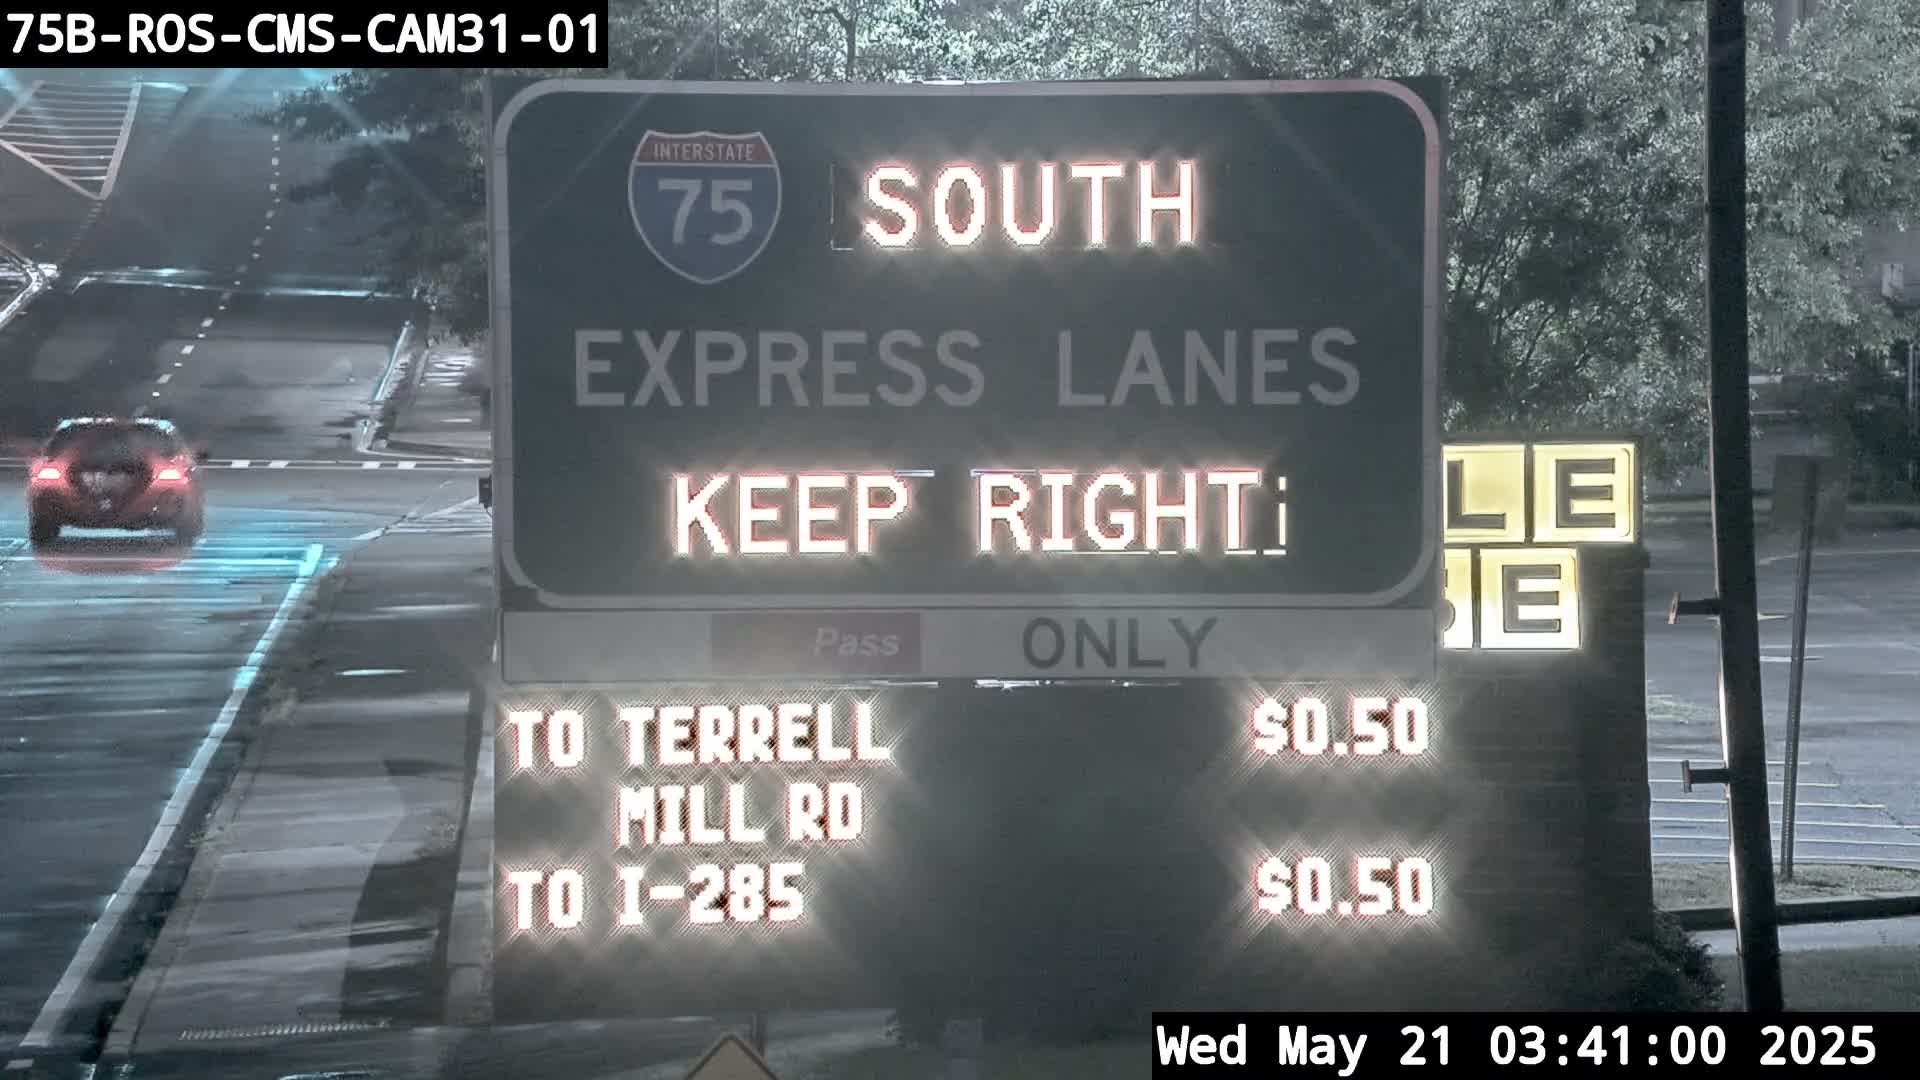 75B-ROS-CMS-CAM31-01
INTERSTATE
75
SOUTH
EXPRESS LANES
KEEP RIGHT
LE
E
Pass ONLY
TO TERRELL $0.50
MILL RD
TO I-285 $0.50
Wed May 21 03:41:00 2025